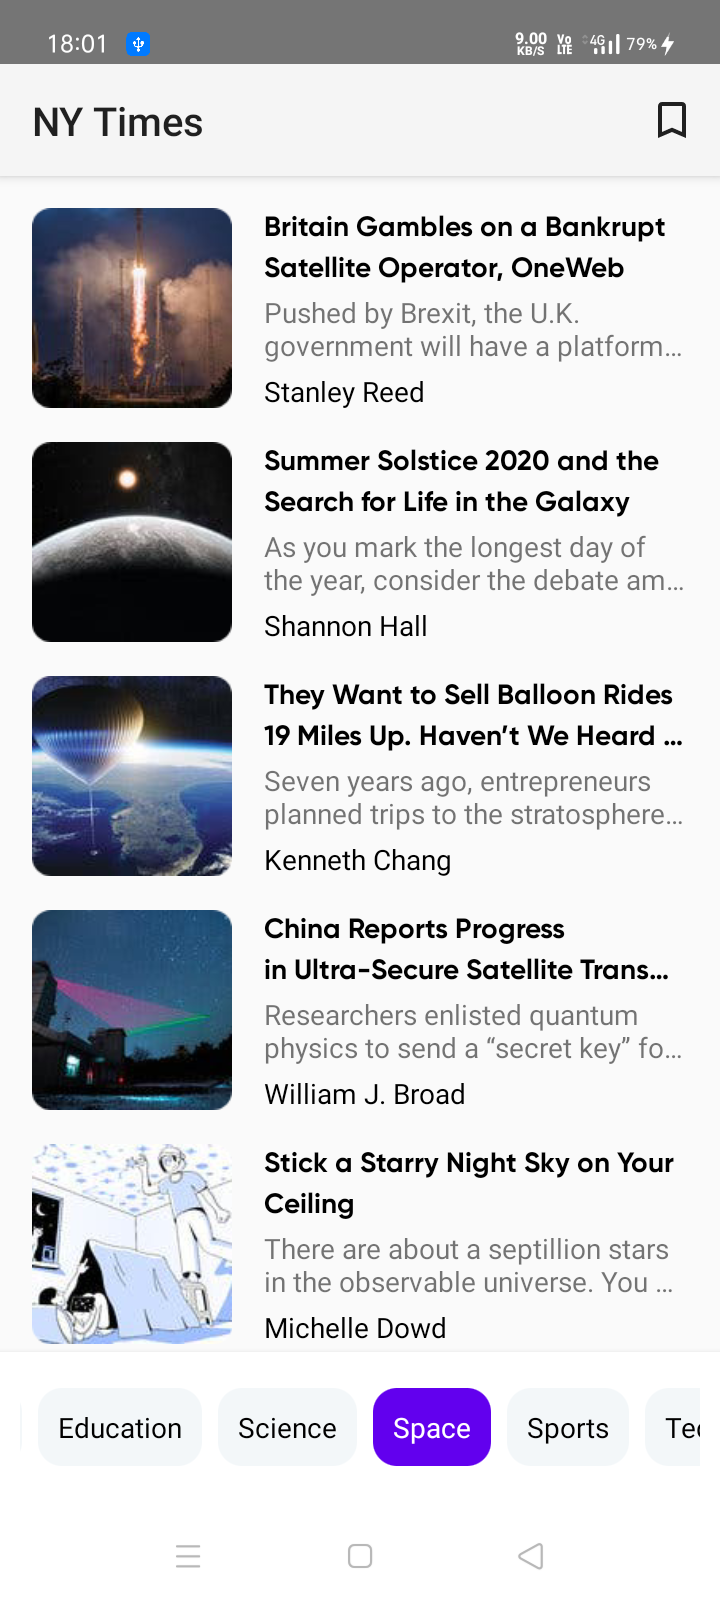 18:01
9.00 KB/S
Vo LTE
4G
79%
NY Times
Britain Gambles on a Bankrupt
Satellite Operator, OneWeb
Pushed by Brexit, the U.K.
government will have a platform…
Stanley Reed
Summer Solstice 2020 and the
Search for Life in the Galaxy
As you mark the longest day of
the year, consider the debate am…
Shannon Hall
They Want to Sell Balloon Rides
19 Miles Up. Haven’t We Heard …
Seven years ago, entrepreneurs
planned trips to the stratosphere…
Kenneth Chang
China Reports Progress
in Ultra-Secure Satellite Trans…
Researchers enlisted quantum
physics to send a “secret key” fo…
William J. Broad
Stick a Starry Night Sky on Your
Ceiling
There are about a septillion stars
in the observable universe. You …
Michelle Dowd
Education Science Space Sports